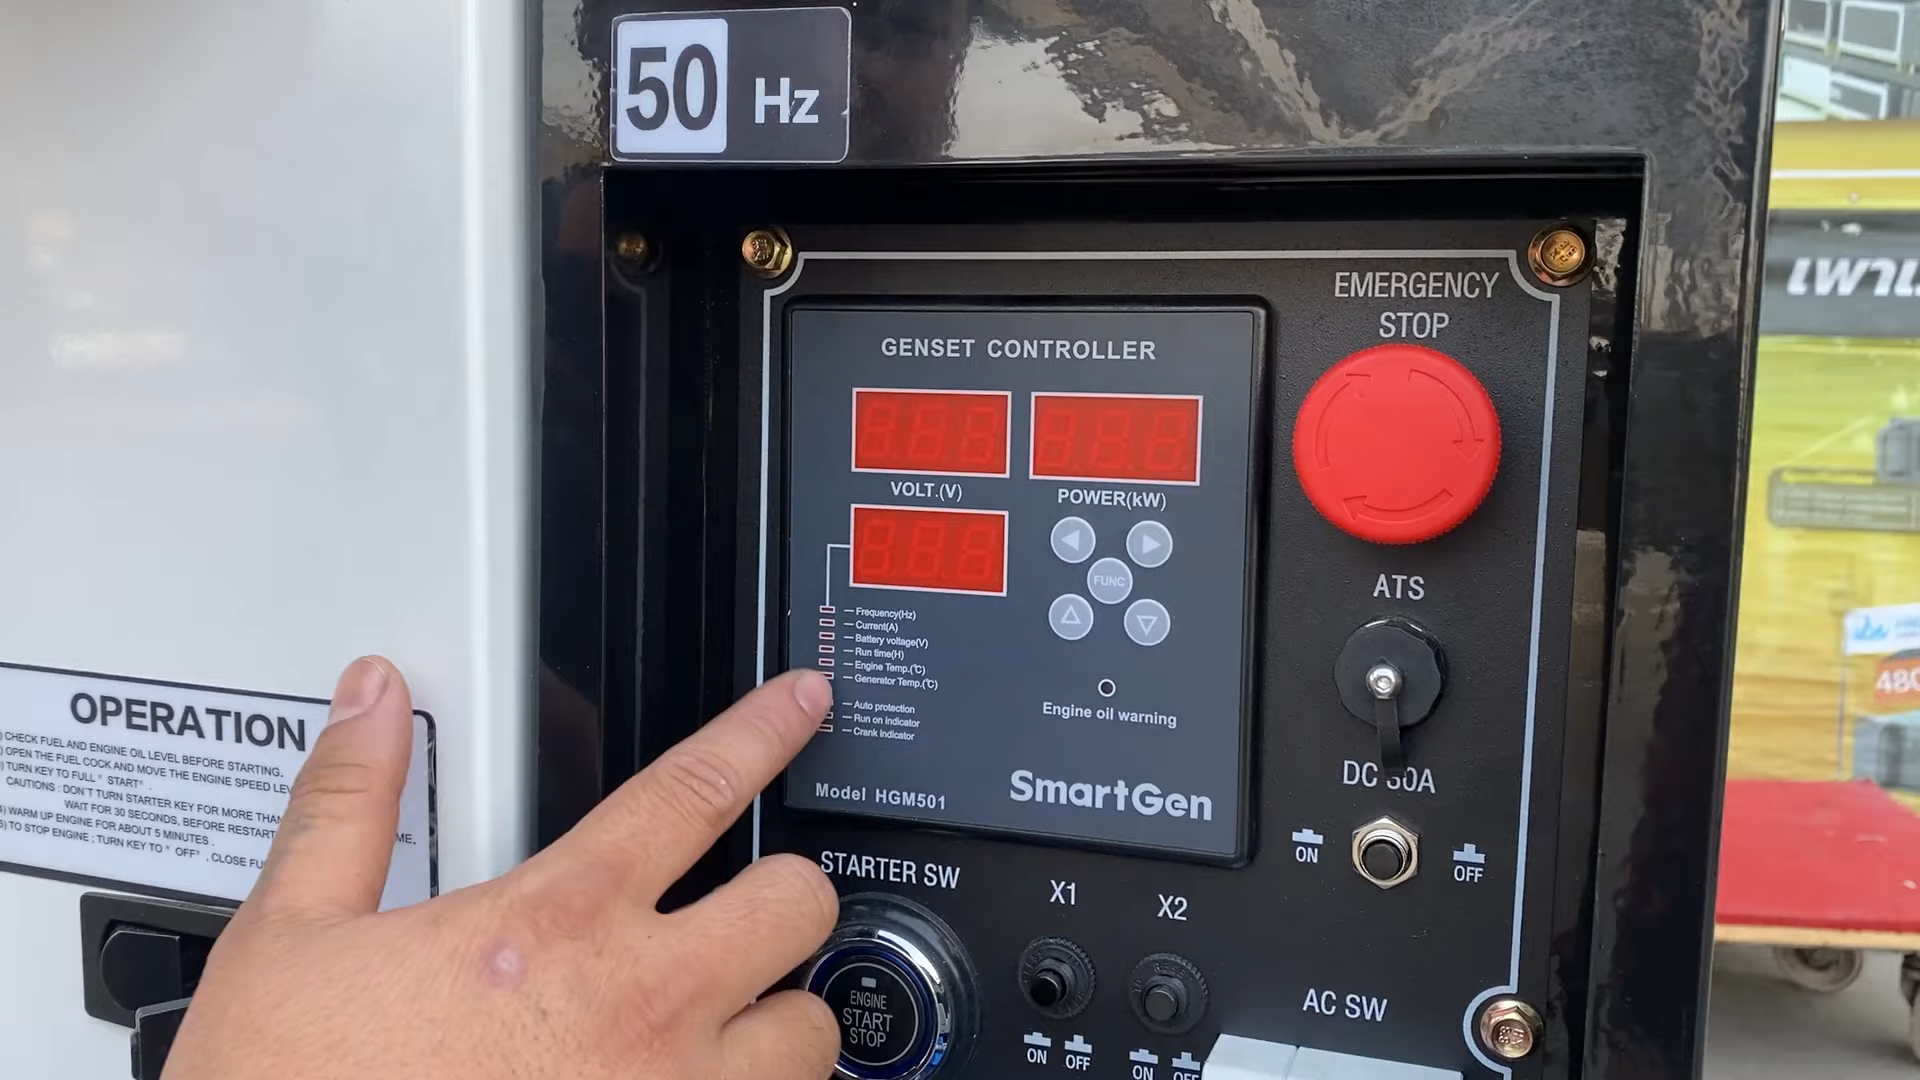 50 Hz
GENSET CONTROLLER
VOLT.(V)
POWER(kW)
FUNC
Frequency(Hz)
Current(A)
Battery voltage(V)
Run time(H)
Engine Temp.(℃)
Generator Temp.(℃)
Auto protection
Run on indicator
Crank indicator
Engine oil warning
Model HGM501
SmartGen
EMERGENCY
STOP
ATS
DC 30A
ON
OFF
STARTER SW
X1
X2
ENGINE
START
STOP
ON
OFF
ON
OFF
AC SW
OPERATION
) CHECK FUEL AND ENGINE OIL LEVEL BEFORE STARTING.
) OPEN THE FUEL COCK AND MOVE THE ENGINE SPEED
) TURN KEY TO FULL " START" .
CAUTIONS : DON'T TURN STARTER KEY FOR MORE THAN
WAIT FOR 30 SECONDS, BEFORE
) WARM UP ENGINE FOR ABOUT 5 MINUTES .
) TO STOP ENGINE ; TURN KEY TO " OFF" , CLOSE
480